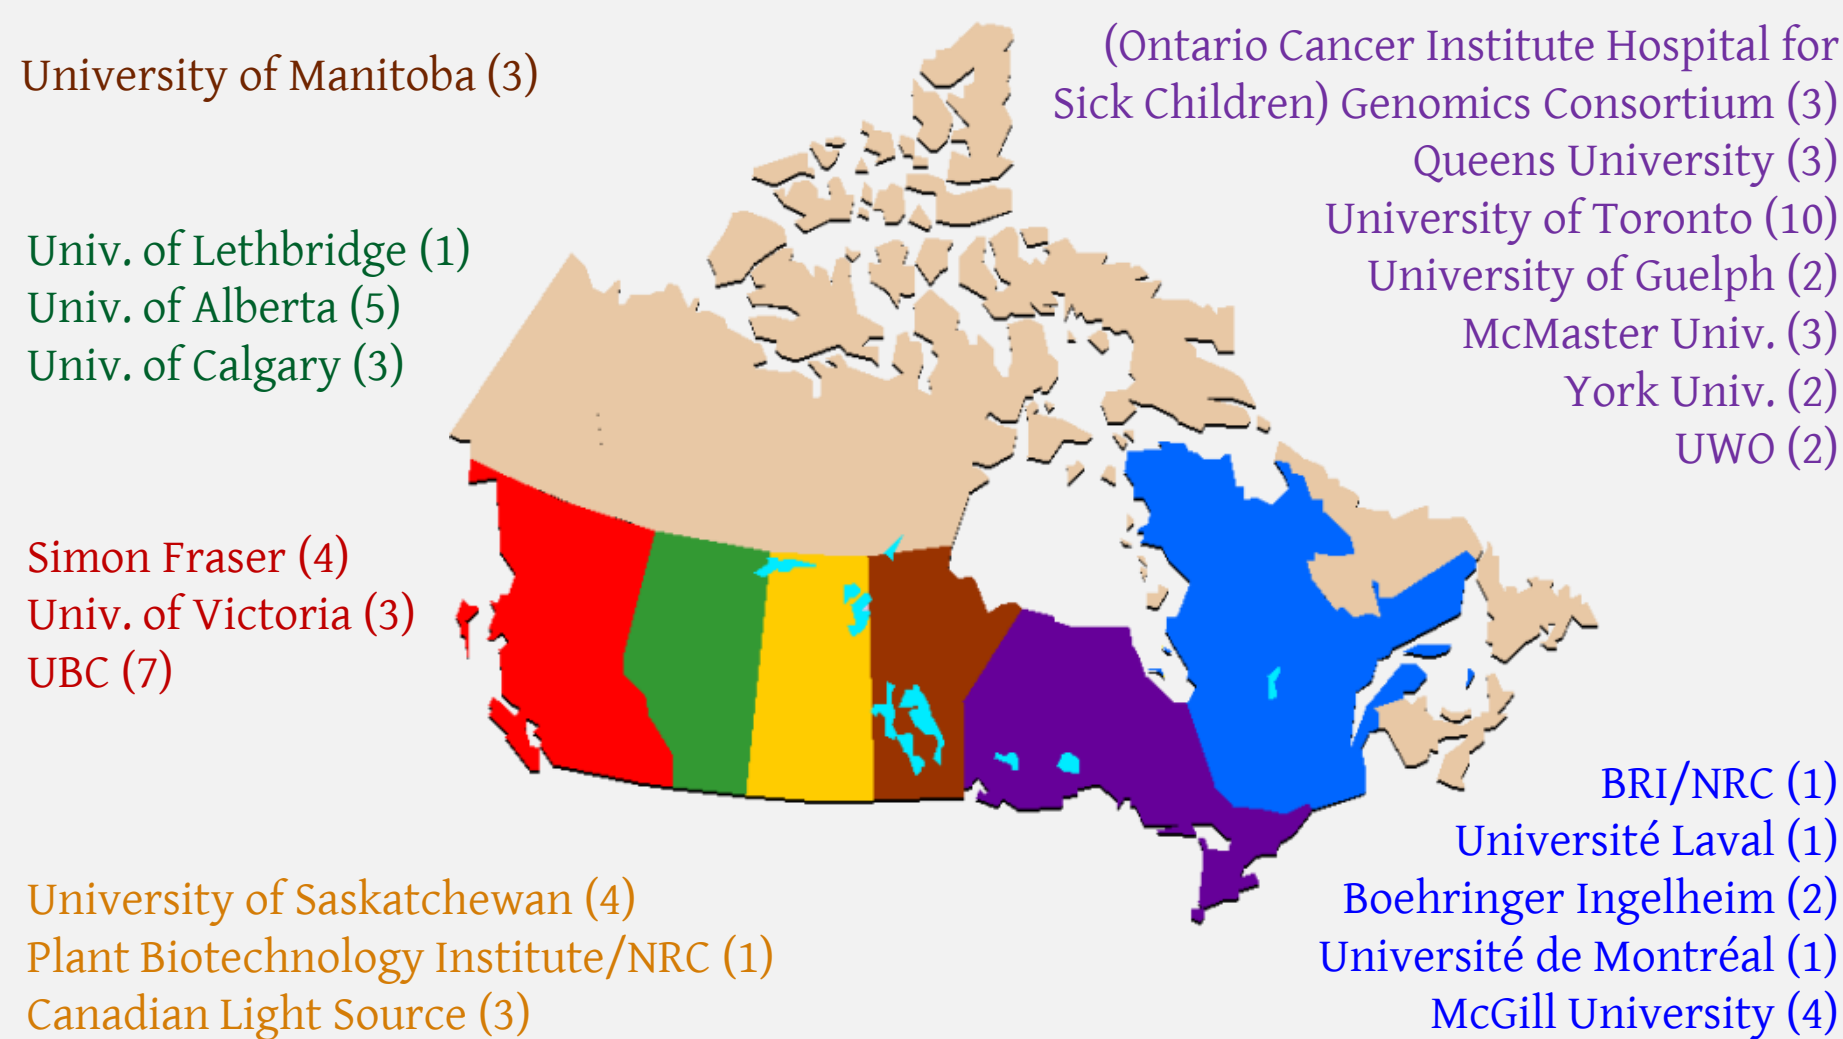 University of Manitoba (3)
Univ. of Lethbridge (1)
Univ. of Alberta (5)
Univ. of Calgary (3)
Simon Fraser (4)
Univ. of Victoria (3)
UBC (7)
University of Saskatchewan (4)
Plant Biotechnology Institute/NRC (1)
Canadian Light Source (3)
(Ontario Cancer Institute Hospital for
Sick Children) Genomics Consortium (3)
Queens University (3)
University of Toronto (10)
University of Guelph (2)
McMaster Univ. (3)
York Univ. (2)
UWO (2)
BRI/NRC (1)
Université Laval (1)
Boehringer Ingelheim (2)
Université de Montréal (1)
McGill University (4)